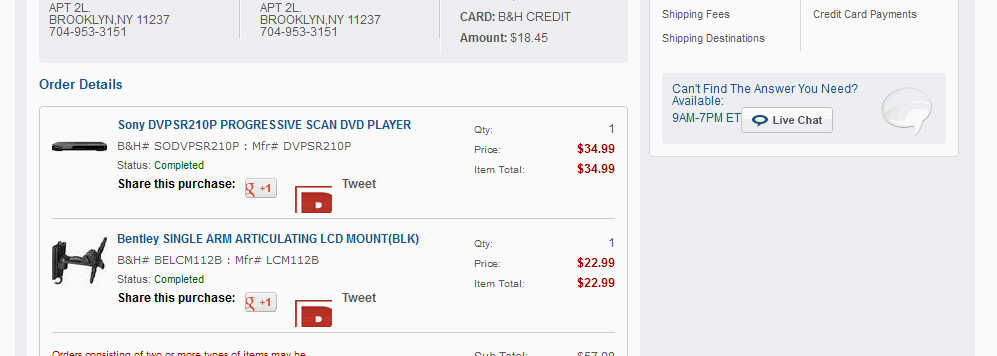 APT 2L.
BROOKLYN,NY 11237
704-953-3151
APT 2L.
BROOKLYN,NY 11237
704-953-3151
CARD: B&H CREDIT
Amount: $18.45
Shipping Fees
Shipping Destinations
Credit Card Payments
Can't Find The Answer You Need?
Available:
9AM-7PM ET
Live Chat
Order Details
Sony DVPSR210P PROGRESSIVE SCAN DVD PLAYER
B&H# SODVPSR210P : Mfr# DVPSR210P
Status: Completed
Share this purchase:
g +1
Tweet
Qty: 1
Price: $34.99
Item Total: $34.99
Bentley SINGLE ARM ARTICULATING LCD MOUNT(BLK)
B&H# BELCM112B : Mfr# LCM112B
Status: Completed
Share this purchase:
g +1
Tweet
Qty: 1
Price: $22.99
Item Total: $22.99
Orders consisting of two or more types of items may be
Sub Total: $57.98